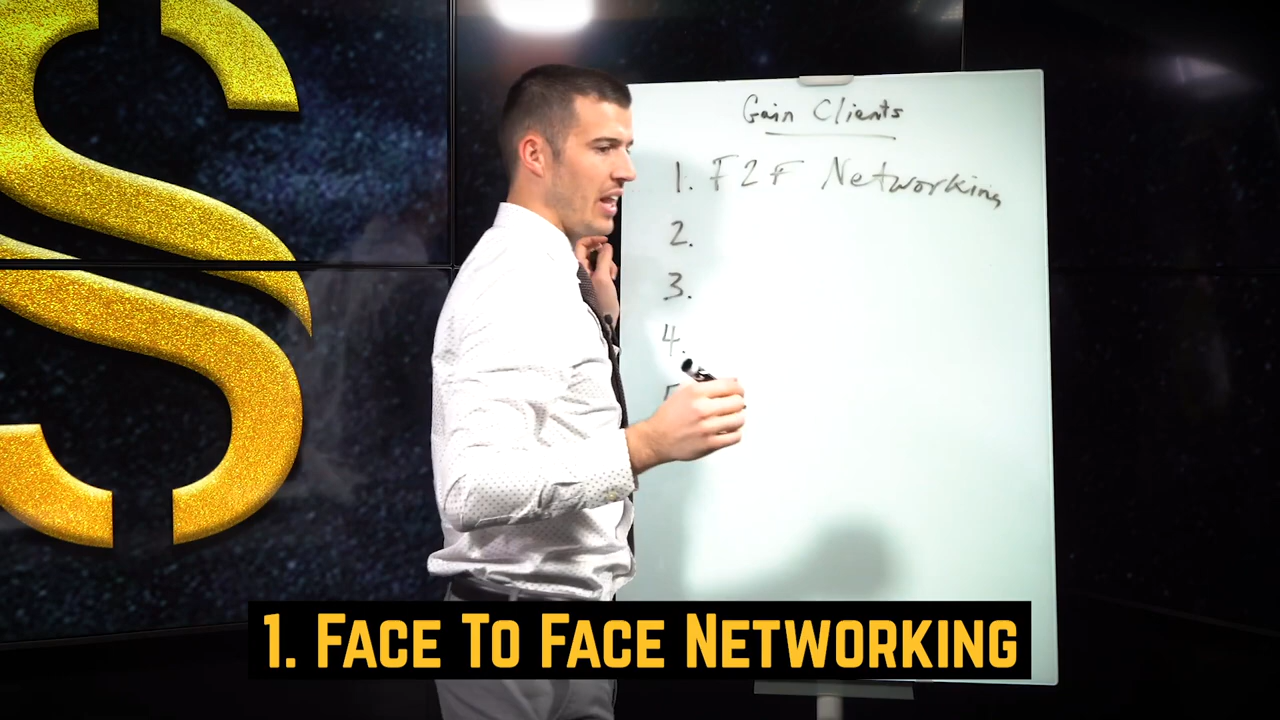 Gain Clients
1. F2F Networking
2.
3.
4.
1. FACE TO FACE NETWORKING